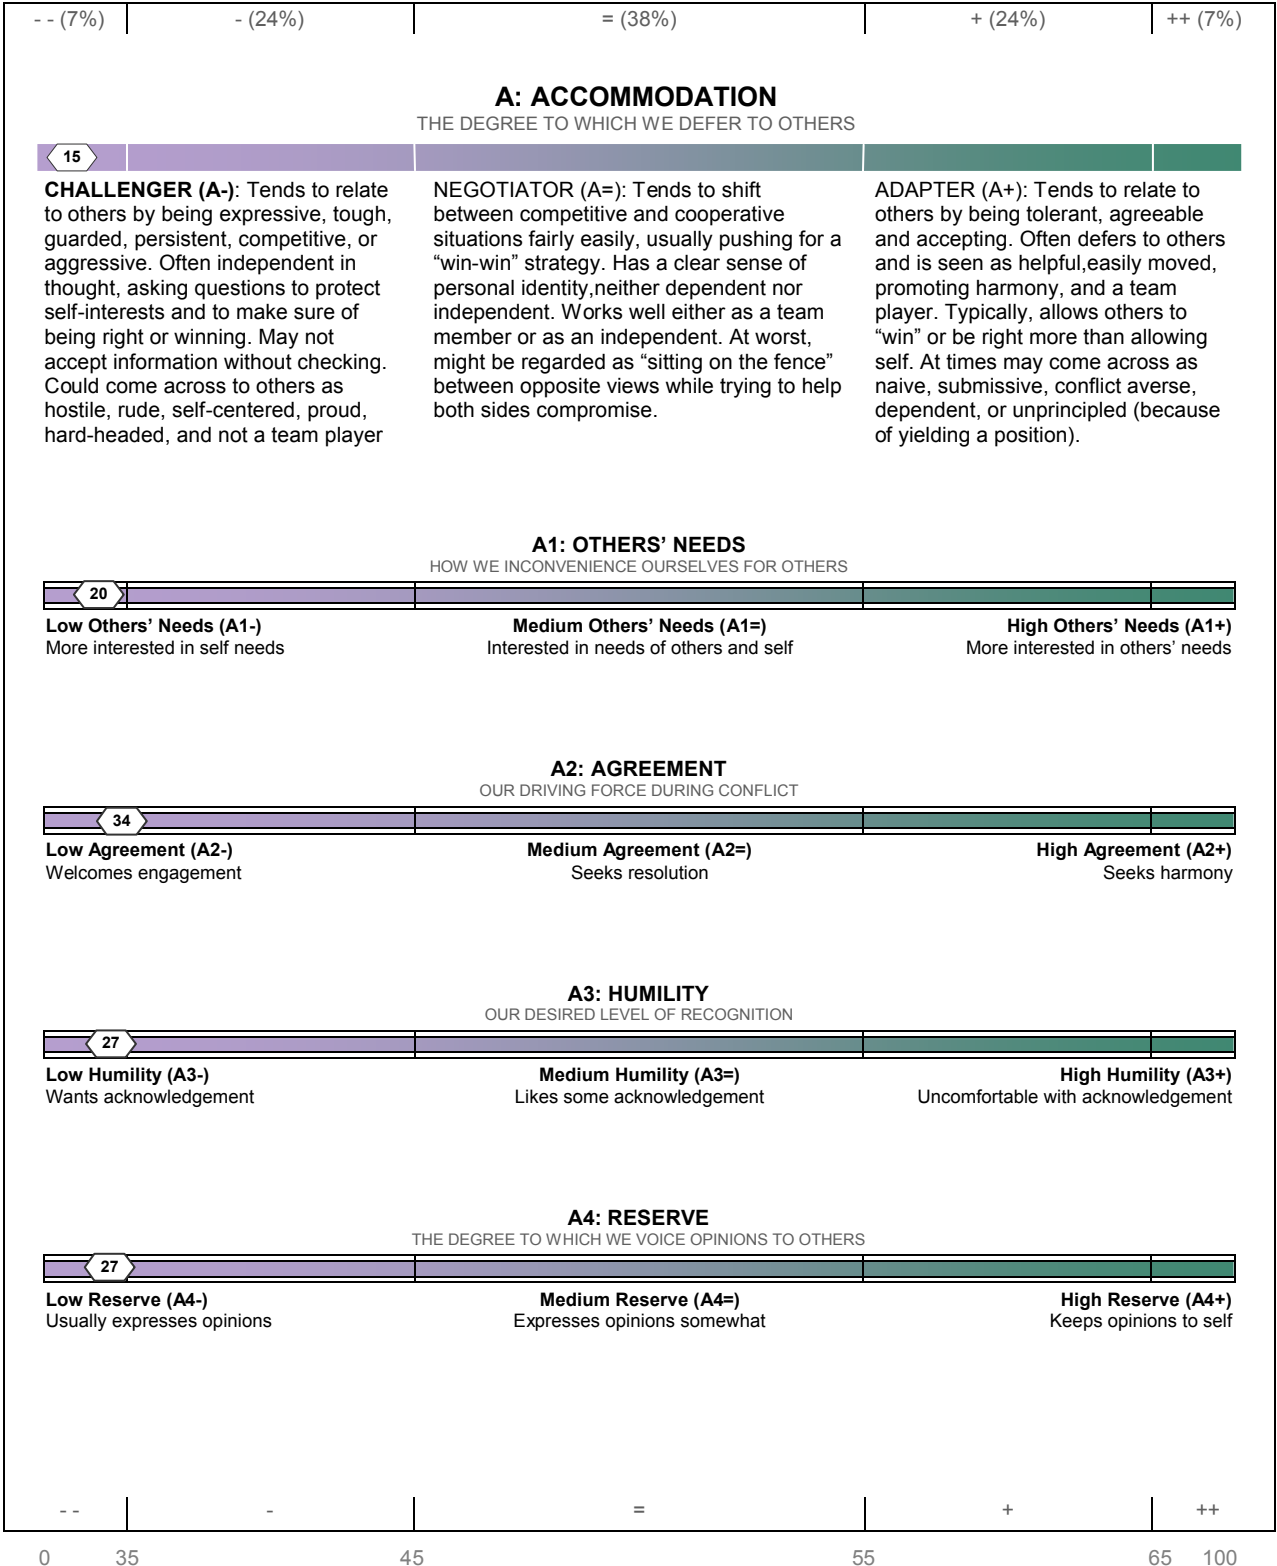 - - (7%) - (24%) = (38%) + (24%) ++ (7%)
A: ACCOMMODATION
THE DEGREE TO WHICH WE DEFER TO OTHERS
15
CHALLENGER (A-): Tends to relate
to others by being expressive, tough,
guarded, persistent, competitive, or
aggressive. Often independent in
thought, asking questions to protect
self-interests and to make sure of
being right or winning. May not
accept information without checking.
Could come across to others as
hostile, rude, self-centered, proud,
hard-headed, and not a team player
NEGOTIATOR (A=): Tends to shift
between competitive and cooperative
situations fairly easily, usually pushing for a
“win-win” strategy. Has a clear sense of
personal identity,neither dependent nor
independent. Works well either as a team
member or as an independent. At worst,
might be regarded as “sitting on the fence”
between opposite views while trying to help
both sides compromise.
ADAPTER (A+): Tends to relate to
others by being tolerant, agreeable
and accepting. Often defers to others
and is seen as helpful,easily moved,
promoting harmony, and a team
player. Typically, allows others to
“win” or be right more than allowing
self. At times may come across as
naive, submissive, conflict averse,
dependent, or unprincipled (because
of yielding a position).
A1: OTHERS’ NEEDS
HOW WE INCONVENIENCE OURSELVES FOR OTHERS
20
Low Others’ Needs (A1-) Medium Others’ Needs (A1=) High Others’ Needs (A1+)
More interested in self needs Interested in needs of others and self More interested in others’ needs
A2: AGREEMENT
OUR DRIVING FORCE DURING CONFLICT
34
Low Agreement (A2-) Medium Agreement (A2=) High Agreement (A2+)
Welcomes engagement Seeks resolution Seeks harmony
A3: HUMILITY
OUR DESIRED LEVEL OF RECOGNITION
27
Low Humility (A3-) Medium Humility (A3=) High Humility (A3+)
Wants acknowledgement Likes some acknowledgement Uncomfortable with acknowledgement
A4: RESERVE
THE DEGREE TO WHICH WE VOICE OPINIONS TO OTHERS
27
Low Reserve (A4-) Medium Reserve (A4=) High Reserve (A4+)
Usually expresses opinions Expresses opinions somewhat Keeps opinions to self
- - - = + ++
0 35 45 55 65 100